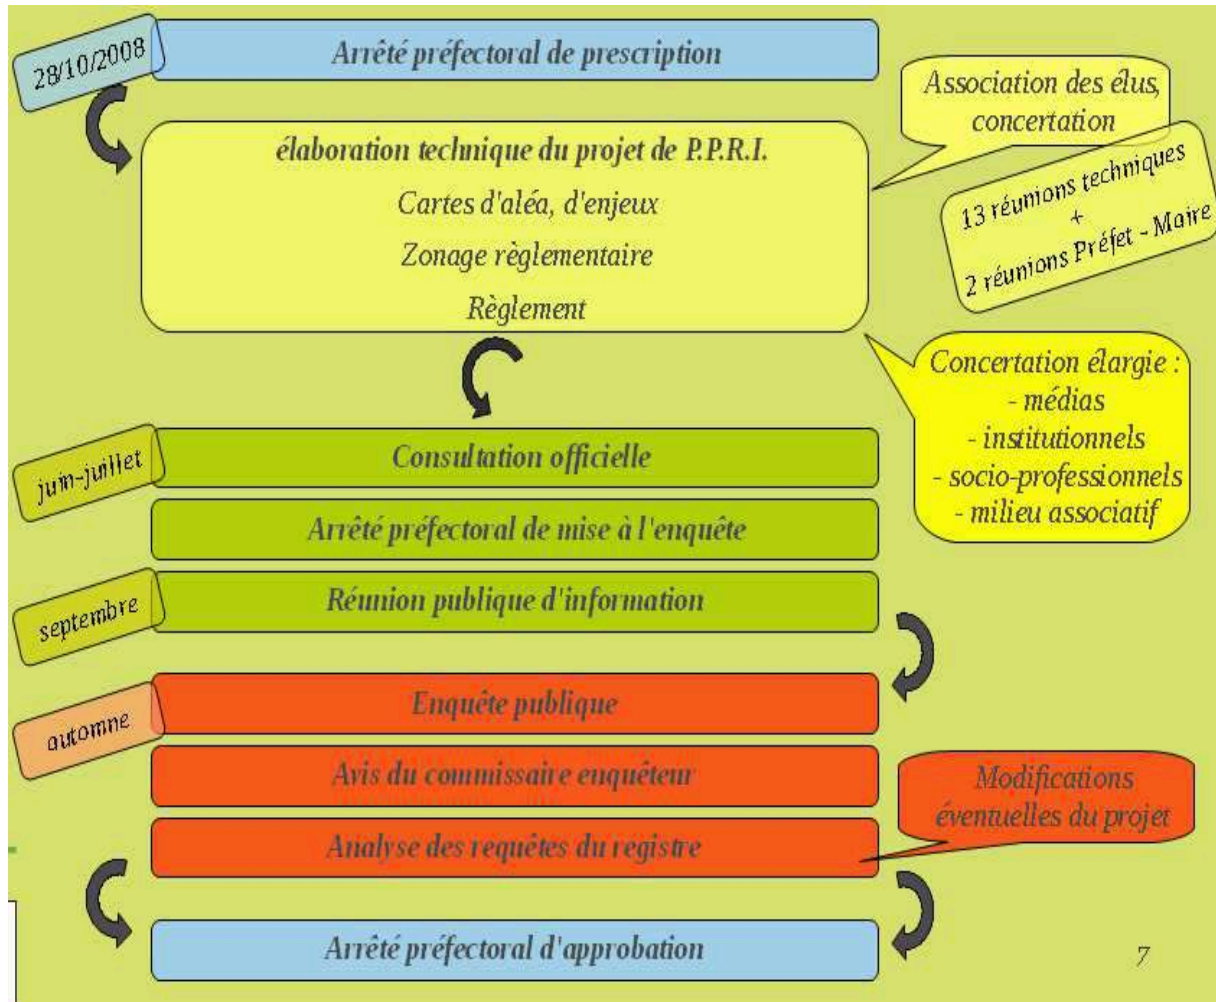 28/10/2008
Arrêté préfectoral de prescription
Association des élus,
concertation
élaboration technique du projet de P.P.R.I.
Cartes d'aléa, d'enjeux
Zonage règlementaire
Règlement
13 réunions techniques
+
2 réunions Préfet - Maire
Concertation élargie :
- médias
- institutionnels
- socio-professionnels
- milieu associatif
juin-juillet
Consultation officielle
Arrêté préfectoral de mise à l'enquête
septembre
Réunion publique d'information
automne
Enquête publique
Avis du commissaire enquêteur
Modifications
éventuelles du projet
Analyse des requêtes du registre
Arrêté préfectoral d'approbation
7